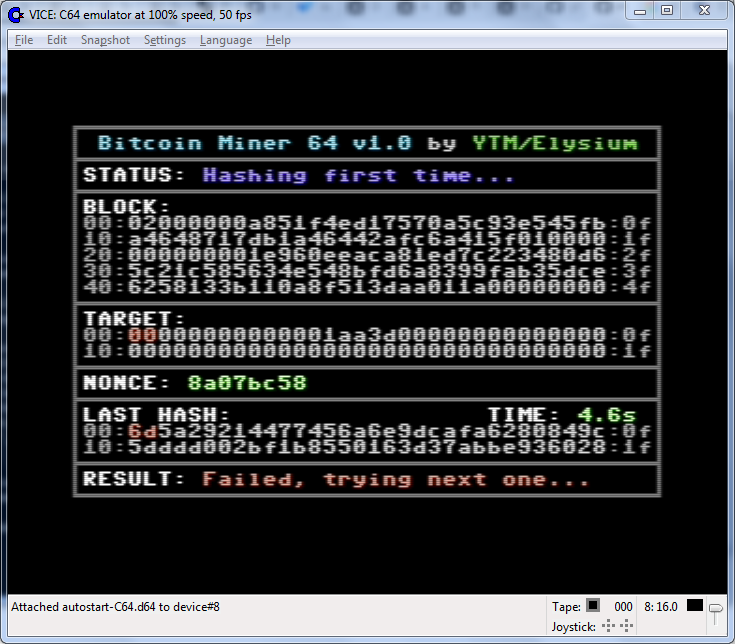 VICE: C64 emulator at 100% speed, 50 fps
File Edit Snapshot Settings Language Help
Bitcoin Miner 64 v1.0 by YTM/Elysium
STATUS: Hashing first time...
BLOCK:
00:02000000a851f4ed17570a5c93e545fb:0f
10:a4648717db1a46442afc6a415f010000:1f
20:000000001e960eeaca81ed7c223480d6:2f
30:5c21c585634e548bfd6a8399fab35dce:3f
40:6258133b110a8f513daa011a00000000:4f
TARGET:
00:00000000000001aa3d00000000000000:0f
10:00000000000000000000000000000000:1f
NONCE: 8a07bc58
LAST HASH: TIME: 4.6s
00:6d5a29214477456a6e9dcafa6280849c:0f
10:5dddd002bf1b8550163d37abbe936028:1f
RESULT: Failed, trying next one...
Attached autostart-C64.d64 to device#8
Tape: 000 8:16.0
Joystick: